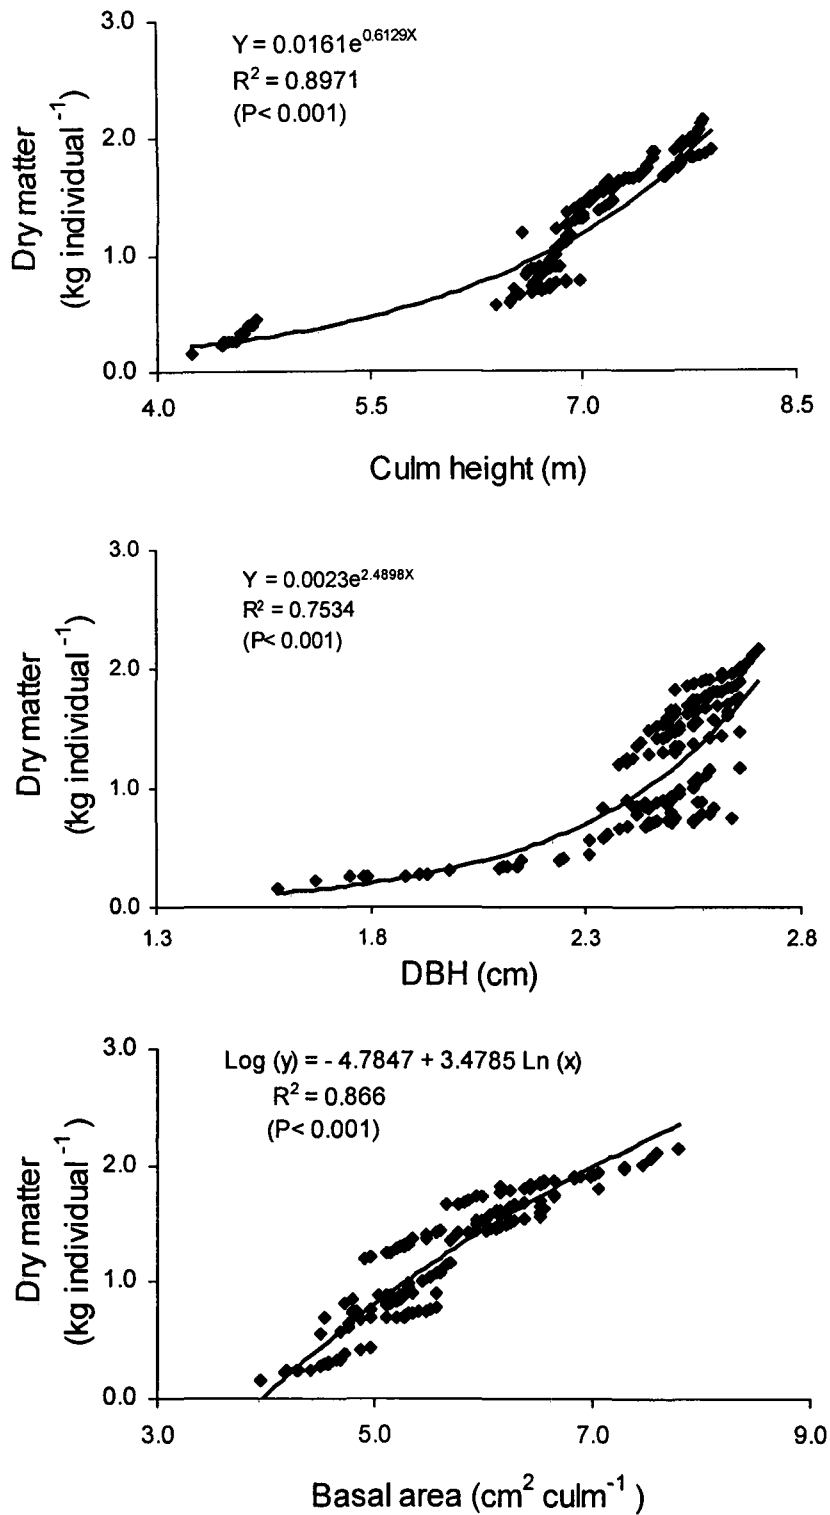 3.0
Y = 0.0161e^0.6129X
R² = 0.8971
(P< 0.001)
2.0
Dry matter
(kg individual⁻¹)
1.0
0.0
4.0 5.5 7.0 8.5
Culm height (m)
3.0
Y = 0.0023e^2.4898X
R² = 0.7534
(P< 0.001)
2.0
Dry matter
(kg individual⁻¹)
1.0
0.0
1.3 1.8 2.3 2.8
DBH (cm)
3.0
Log (y) = - 4.7847 + 3.4785 Ln (x)
R² = 0.866
(P< 0.001)
2.0
Dry matter
(kg individual⁻¹)
1.0
0.0
3.0 5.0 7.0 9.0
Basal area (cm² culm⁻¹ )